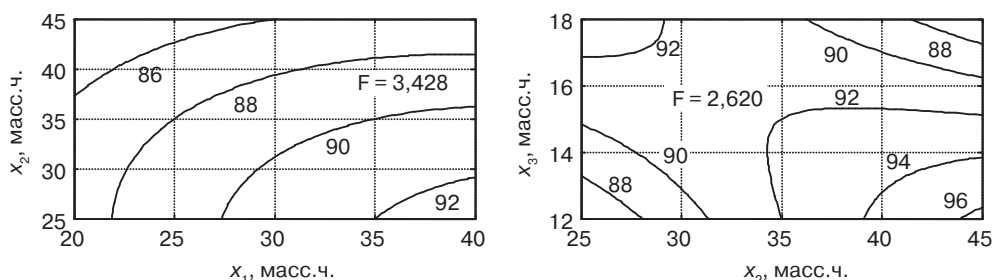 45
40
35
30
25
x₂, масс.ч.
86
88
F = 3,428
90
92
20 25 30 35 40
x₁, масс.ч.
18
16
14
12
x₃, масс.ч.
92
90
88
F = 2,620
92
90
94
88
96
25 30 35 40 45
x₂, масс.ч.